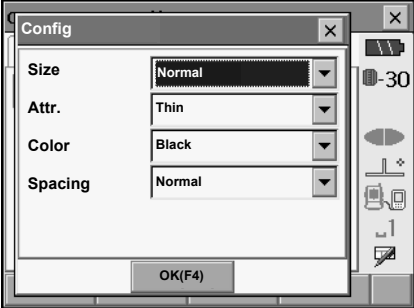 Config
Size Normal
Attr. Thin
Color Black
Spacing Normal
OK(F4)
-30
1